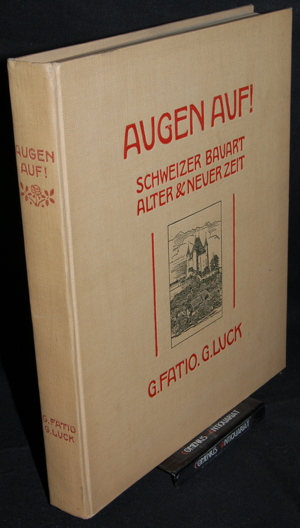 AUGEN
AUF!
G.FATIO
G.LUCK
AUGEN AUF!
SCHWEIZER BAUART
ALTER & NEUER ZEIT
G.FATIO. G.LUCK